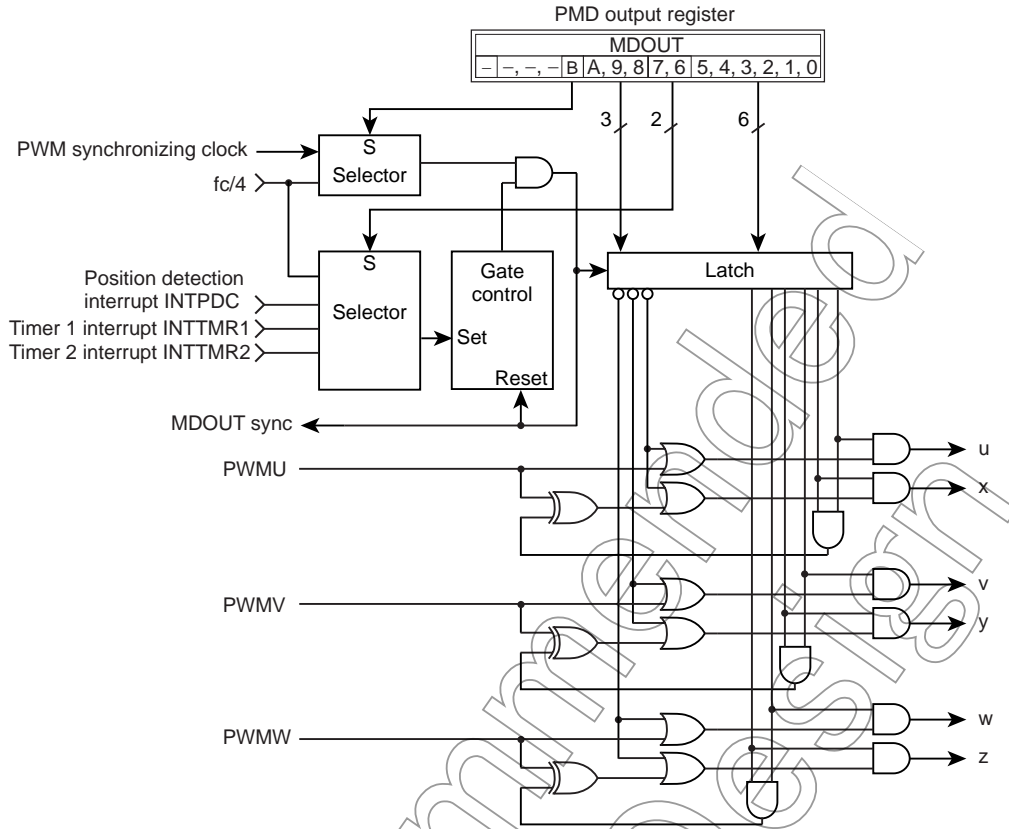 PMD output register
MDOUT
– –, –, – B A, 9, 8 7, 6 5, 4, 3, 2, 1, 0
3 2 6
PWM synchronizing clock
S
Selector
fc/4
S
Selector
Gate
control
Set
Reset
Latch
Position detection
interrupt INTPDC
Timer 1 interrupt INTTMR1
Timer 2 interrupt INTTMR2
MDOUT sync
PWMU
u
x
PWMV
v
y
PWMW
w
z
mmended
Design